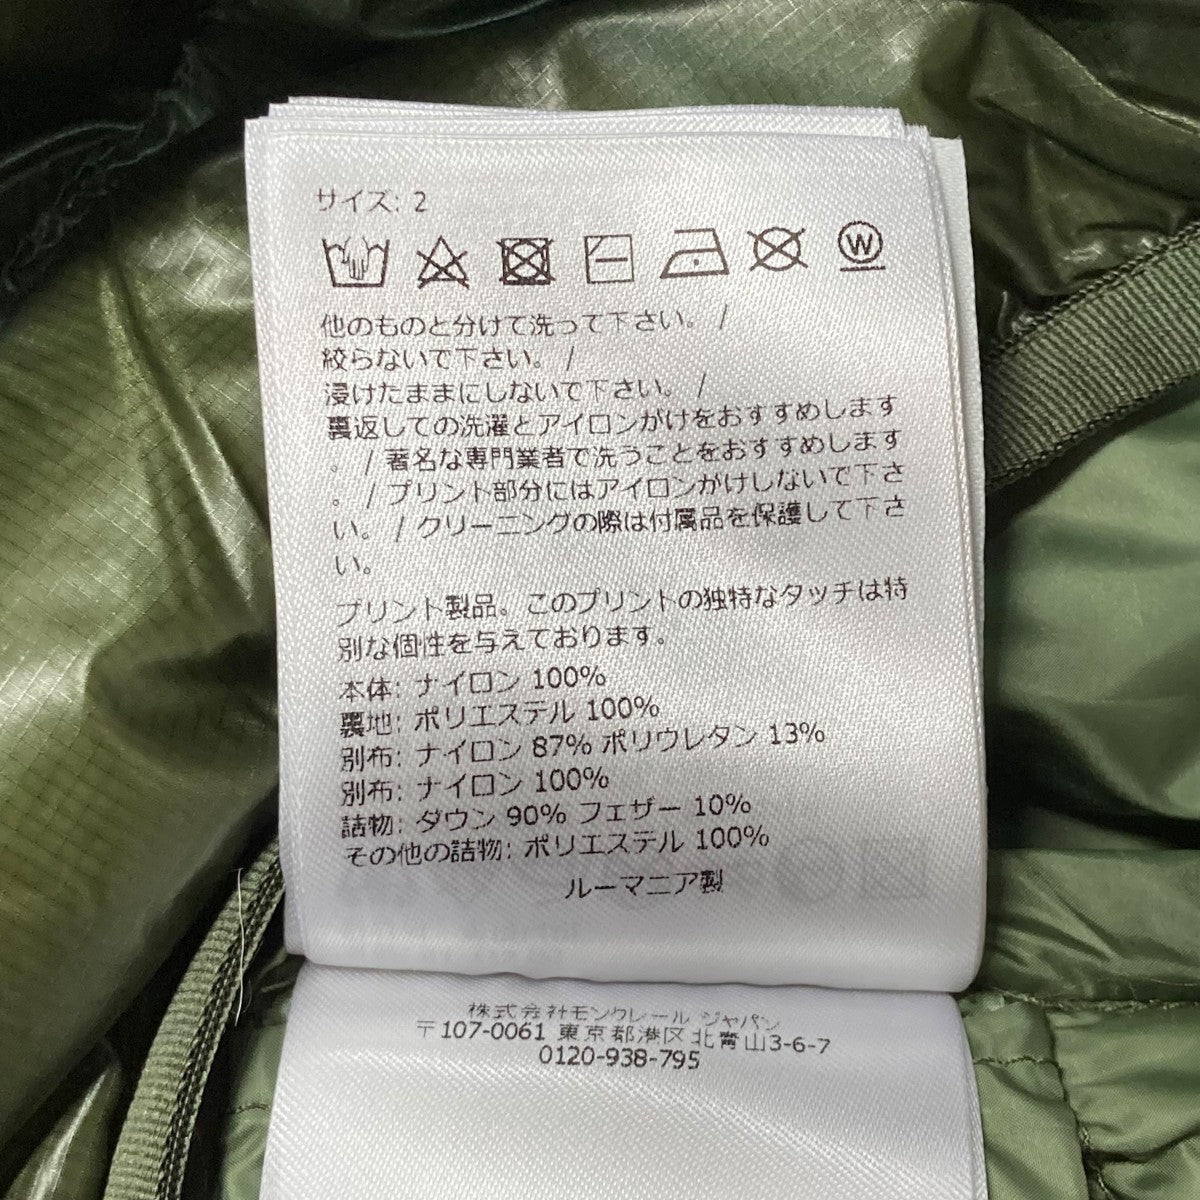 サイズ: 2
W
他のものと分けて洗って下さい。 /
絞らないで下さい。 /
浸けたままにしないで下さい。 /
裏返しての洗濯とアイロンがけをおすすめします
。 / 著名な専門業者で洗うことをおすすめします
。 / プリント部分にはアイロンがけしないで下さ
い。 / クリーニングの際は付属品を保護して下さ
い。
プリント製品。このプリントの独特なタッチは特
別な個性を与えております。
本体: ナイロン 100%
裏地: ポリエステル 100%
別布: ナイロン 87% ポリウレタン 13%
別布: ナイロン 100%
詰物: ダウン 90% フェザー 10%
その他の詰物: ポリエステル 100%
ルーマニア製
株式会社モンクレール ジャパン
〒107-0061 東京都港区北青山3-6-7
0120-938-795